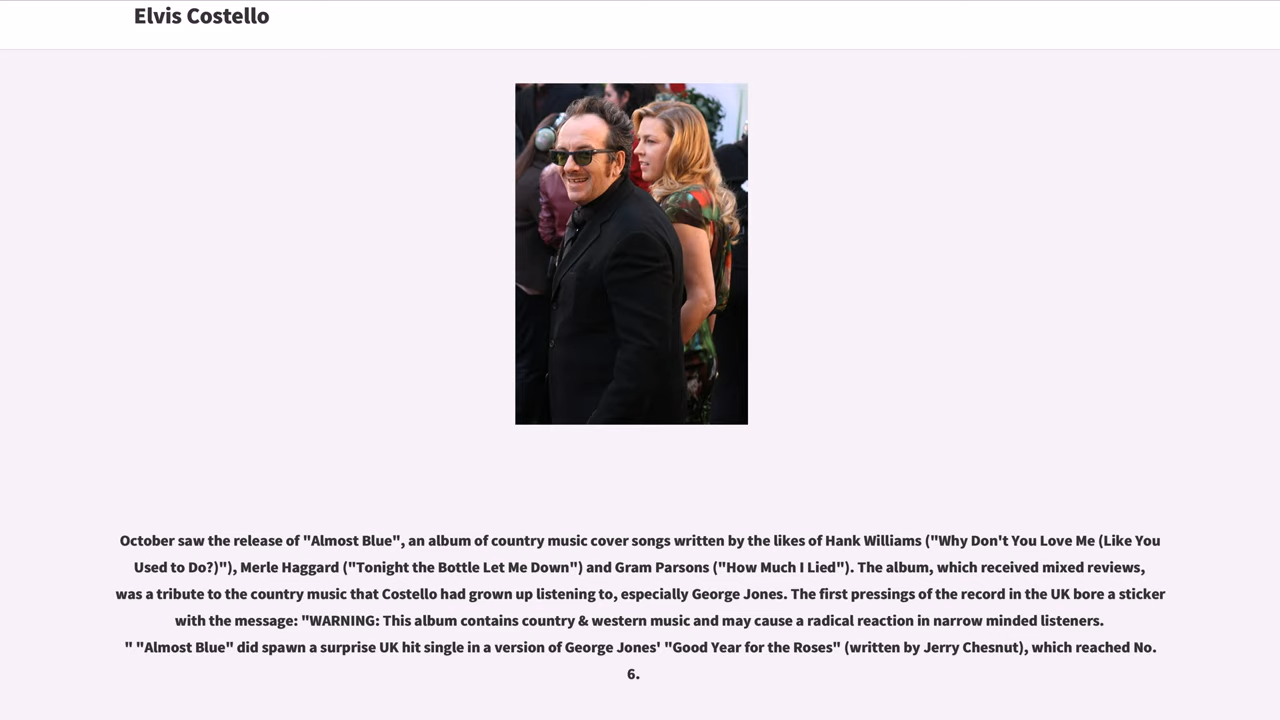 Elvis Costello
October saw the release of "Almost Blue", an album of country music cover songs written by the likes of Hank Williams ("Why Don't You Love Me (Like You
Used to Do?)"), Merle Haggard ("Tonight the Bottle Let Me Down") and Gram Parsons ("How Much I Lied"). The album, which received mixed reviews,
was a tribute to the country music that Costello had grown up listening to, especially George Jones. The first pressings of the record in the UK bore a sticker
with the message: "WARNING: This album contains country & western music and may cause a radical reaction in narrow minded listeners.
" "Almost Blue" did spawn a surprise UK hit single in a version of George Jones' "Good Year for the Roses" (written by Jerry Chesnut), which reached No.
6.